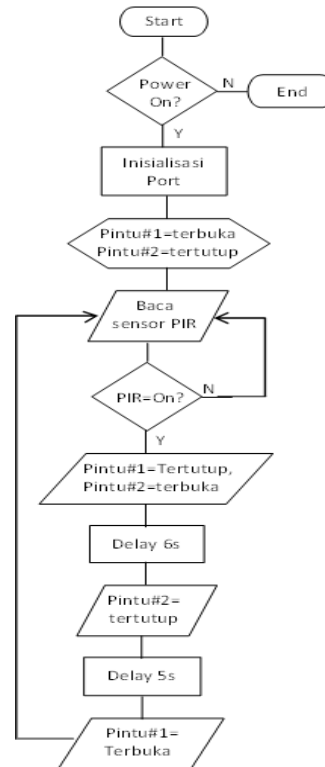 Start
Power
On?
N
End
Y
Inisialisasi
Port
Pintu#1=terbuka
Pintu#2=tertutup
Baca
sensor PIR
PIR=On?
N
Y
Pintu#1=Tertutup,
Pintu#2=terbuka
Delay 6s
Pintu#2=
tertutup
Delay 5s
Pintu#1=
Terbuka